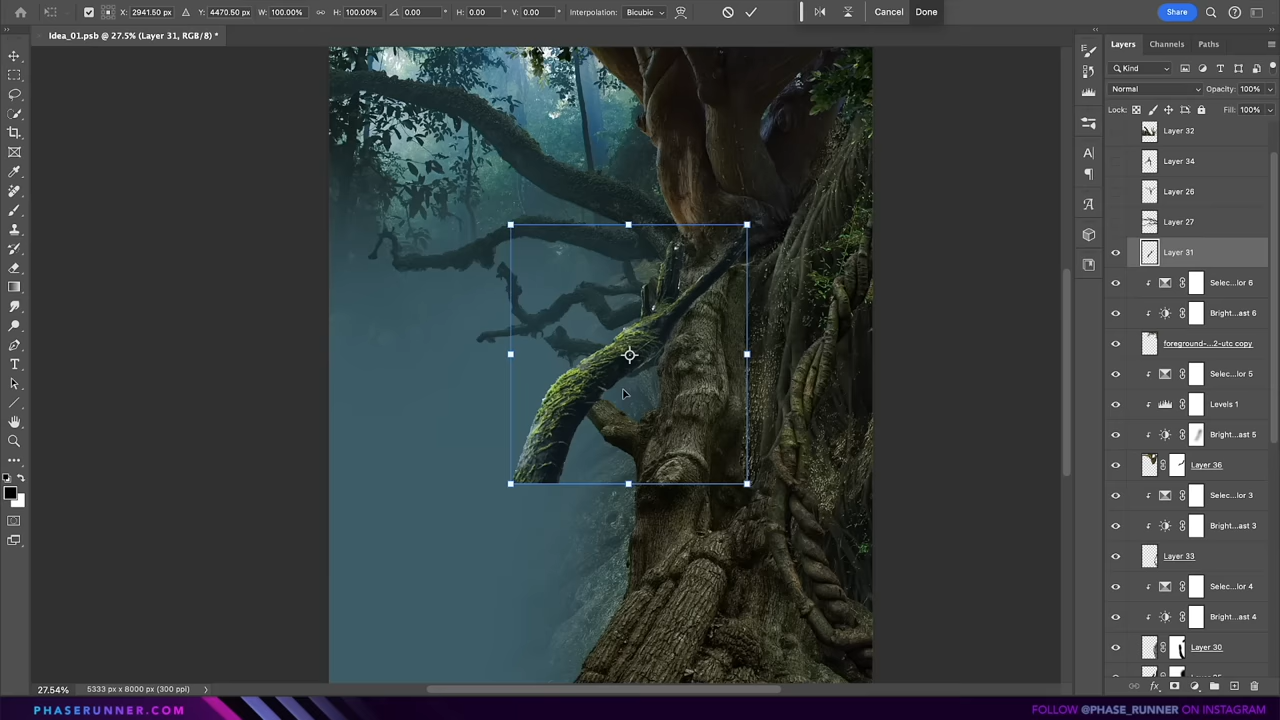 X: 2941.50 px Y: 4470.50 px W: 100.00% H: 100.00% 0.00 H: 0.00 V: 0.00 Interpolation: Bicubic Cancel Done Share
Idea_01.psb @ 27.5% (Layer 31, RGB/8) *
Layers Channels Paths
Kind
Normal Opacity: 100%
Lock: Fill: 100%
Layer 32
Layer 34
Layer 26
Layer 27
Layer 31
Selec...lor 6
Bright...ast 6
foreground-...2-utc copy
Selec...lor 5
Levels 1
Bright...ast 5
Layer 36
Selec...lor 3
Bright...ast 3
Layer 33
Selec...lor 4
Bright...ast 4
Layer 30
27.54% 5333 px x 8000 px (300 ppi)
PHASERUNNER.COM
FOLLOW @PHASE_RUNNER ON INSTAGRAM